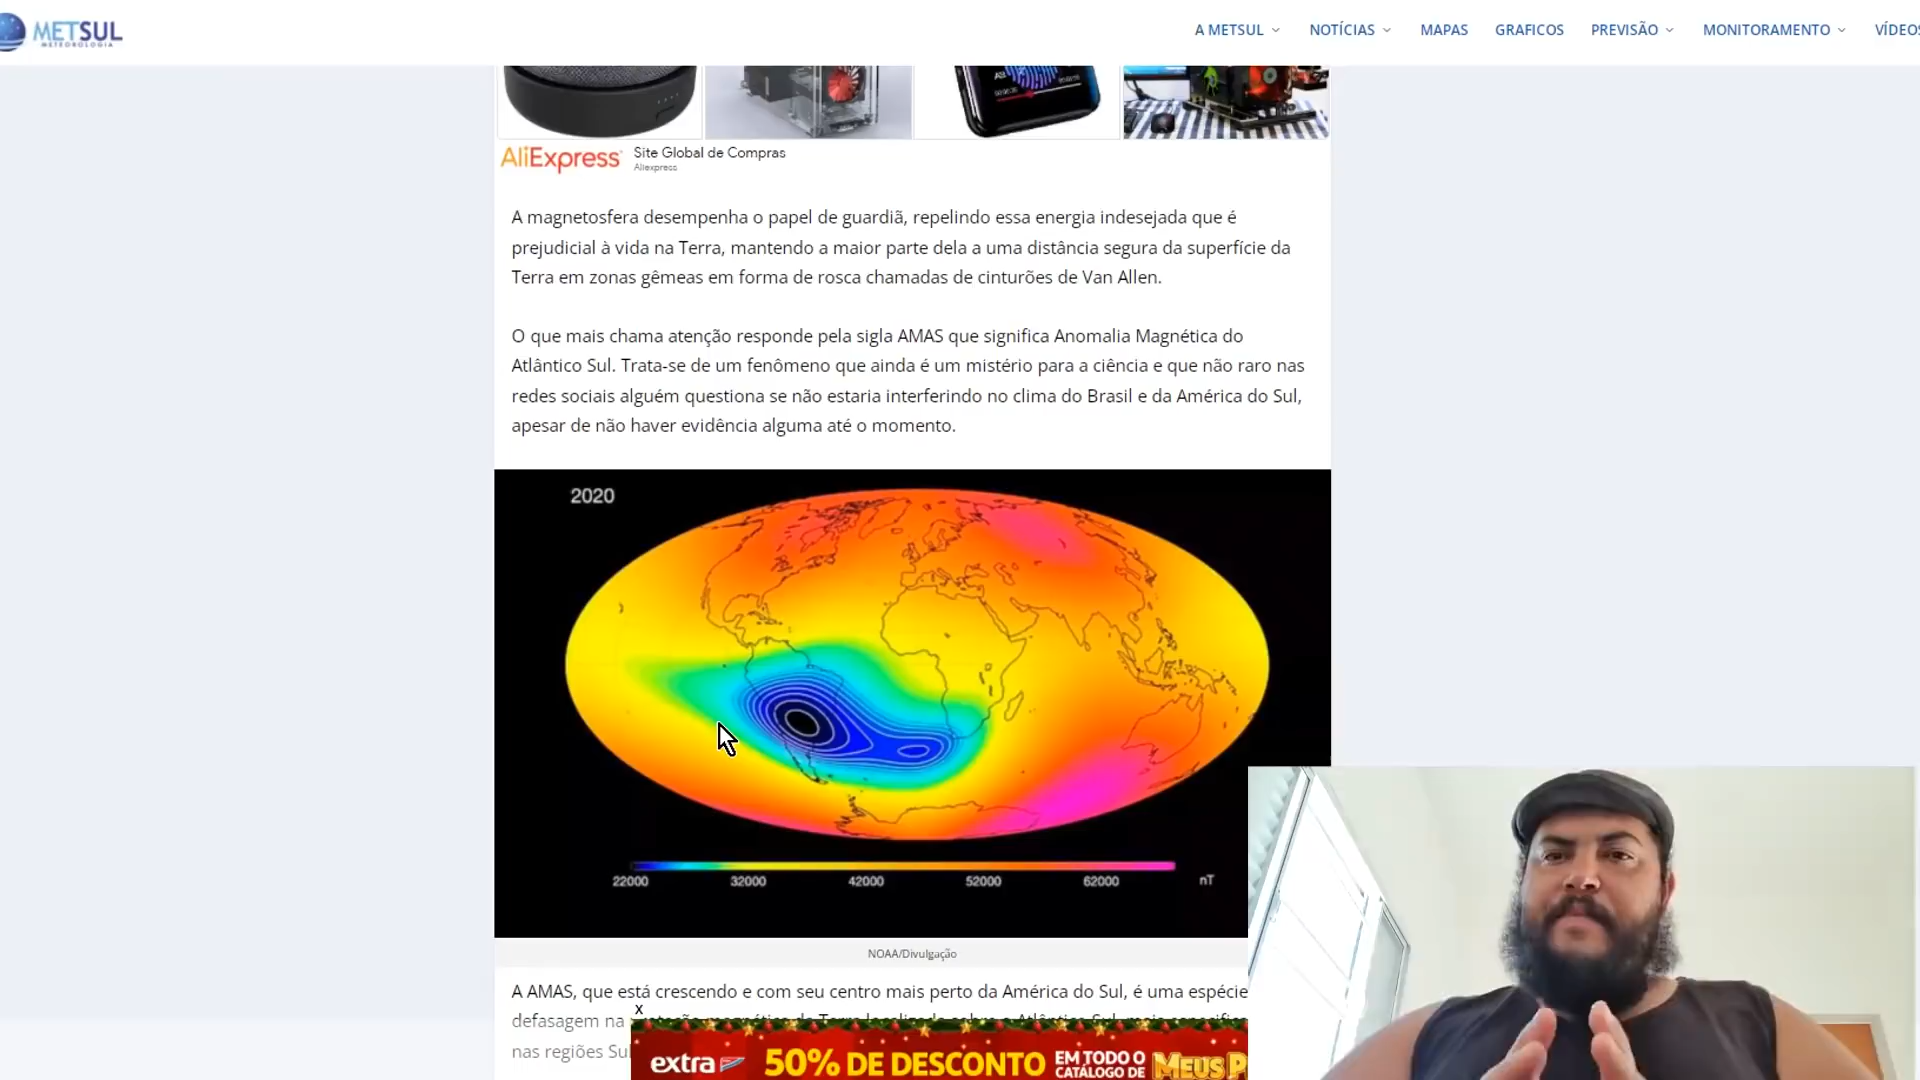 METSUL
METEOROLOGIA
A METSUL
NOTÍCIAS
MAPAS
GRAFICOS
PREVISÃO
MONITORAMENTO
VÍDEOS
AliExpress
Site Global de Compras
Aliexpress
A magnetosfera desempenha o papel de guardiã, repelindo essa energia indesejada que é
prejudicial à vida na Terra, mantendo a maior parte dela a uma distância segura da superfície da
Terra em zonas gêmeas em forma de rosca chamadas de cinturões de Van Allen.
O que mais chama atenção responde pela sigla AMAS que significa Anomalia Magnética do
Atlântico Sul. Trata-se de um fenômeno que ainda é um mistério para a ciência e que não raro nas
redes sociais alguém questiona se não estaria interferindo no clima do Brasil e da América do Sul,
apesar de não haver evidência alguma até o momento.
2020
22000 32000 42000 52000 62000 nT
NOAA/Divulgação
A AMAS, que está crescendo e com seu centro mais perto da América do Sul, é uma espécie
x
defasagem na
nas regiões Sul
extra 50% DE DESCONTO EM TODO O
CATÁLOGO DE MEUS P